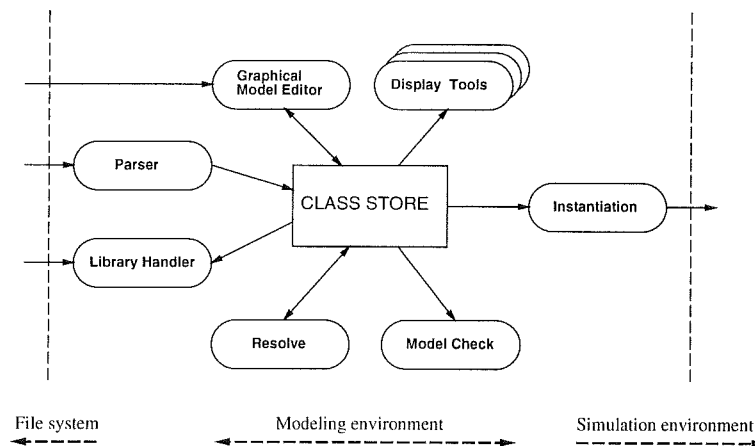 Graphical
Model Editor
Display Tools
Parser
CLASS STORE
Instantiation
Library Handler
Resolve
Model Check
File system
Modeling environment
Simulation environment